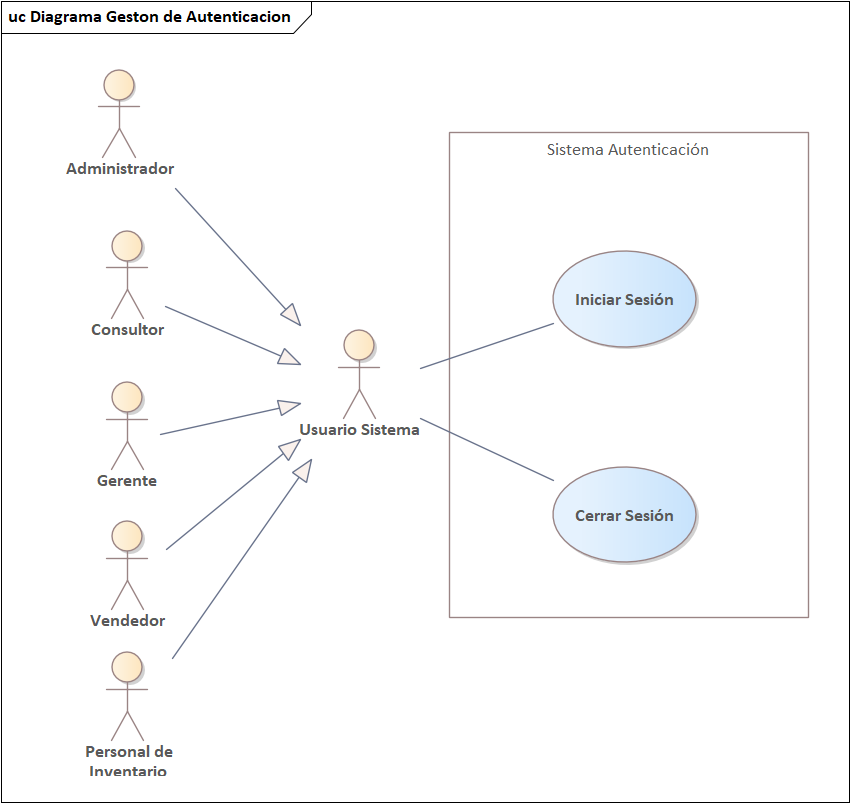 uc Diagrama Geston de Autenticacion
Administrador
Sistema Autenticación
Consultor
Iniciar Sesión
Usuario Sistema
Gerente
Cerrar Sesión
Vendedor
Personal de
Inventario